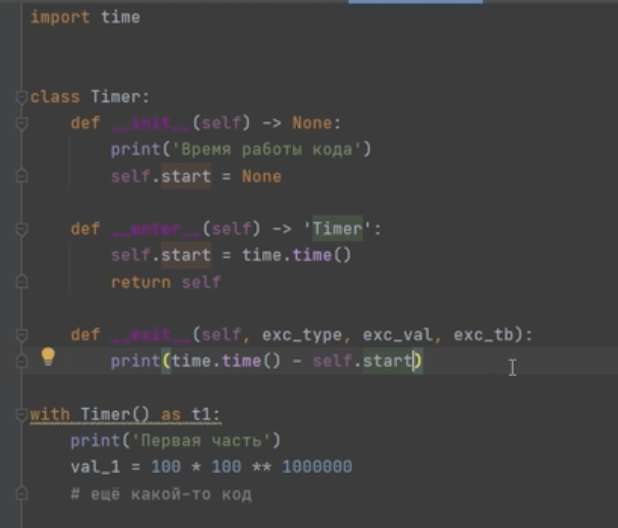 import time
class Timer:
def __init__(self) -> None:
print('Время работы кода')
self.start = None
def __enter__(self) -> 'Timer':
self.start = time.time()
return self
def __exit__(self, exc_type, exc_val, exc_tb):
print(time.time() - self.start)
with Timer() as t1:
print('Первая часть')
val_1 = 100 * 100 ** 1000000
# ещё какой-то код